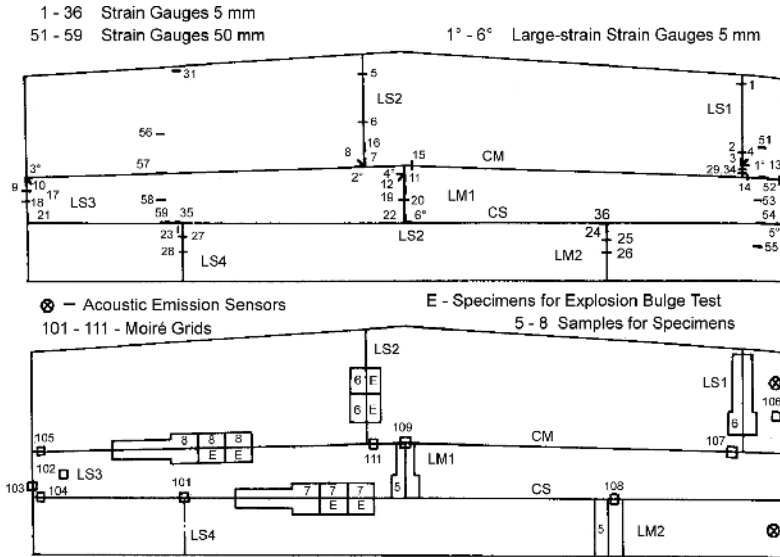 1 - 36 Strain Gauges 5 mm
51 - 59 Strain Gauges 50 mm
1° - 6° Large-strain Strain Gauges 5 mm
31
5
LS2
1
LS1
6
56
16
8
7
15
CM
2
4
51
3
1°
13
57
2°
4°
11
29,34
14
52
3°
9
10
17
12
18
LS3
58
19
20
LM1
53
21
59
35
22
6°
CS
36
54
LS2
23
27
24
25
5°
28
LS4
LM2
26
55
⊗ – Acoustic Emission Sensors
E - Specimens for Explosion Bulge Test
101 - 111 - Moiré Grids
5 - 8 Samples for Specimens
LS2
6 E
LS1
6 E
106
109
6
105
8 8 8
E E
111
CM
107
102
LS3
LM1
103
104
101
7 7 7
E E
5
CS
108
LS4
5
LM2